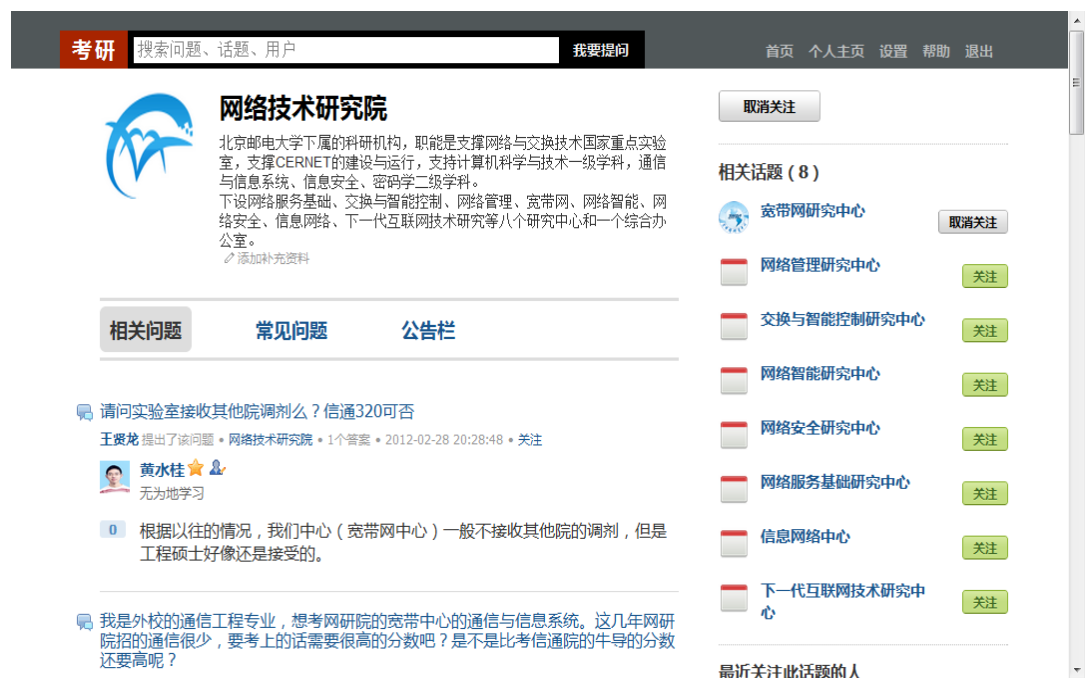 考研
搜索问题、话题、用户
我要提问
首页 个人主页 设置 帮助 退出
网络技术研究院
北京邮电大学下属的科研机构，职能是支撑网络与交换技术国家重点实验
室，支撑CERNET的建设与运行，支持计算机科学与技术一级学科，通信
与信息系统、信息安全、密码学二级学科。
下设网络服务基础、交换与智能控制、网络管理、宽带网、网络智能、网
络安全、信息网络、下一代互联网技术研究等八个研究中心和一个综合办
公室。
添加补充资料
相关问题 常见问题 公告栏
请问实验室接收其他院调剂么？信通320可否
王贤龙 提出了该问题 • 网络技术研究院 • 1个答案 • 2012-02-28 20:28:48 • 关注
黄水桂
无为地学习
0
根据以往的情况，我们中心（宽带网中心）一般不接收其他院的调剂，但是
工程硕士好像还是接受的。
我是外校的通信工程专业，想考网研院的宽带中心的通信与信息系统。这几年网研
院招的通信很少，要考上的话需要很高的分数吧？是不是比考信通院的牛导的分数
还要高呢？
取消关注
相关话题 ( 8 )
宽带网研究中心
取消关注
网络管理研究中心
关注
交换与智能控制研究中心
关注
网络智能研究中心
关注
网络安全研究中心
关注
网络服务基础研究中心
关注
信息网络中心
关注
下一代互联网技术研究中
心
关注
最近关注此话题的人